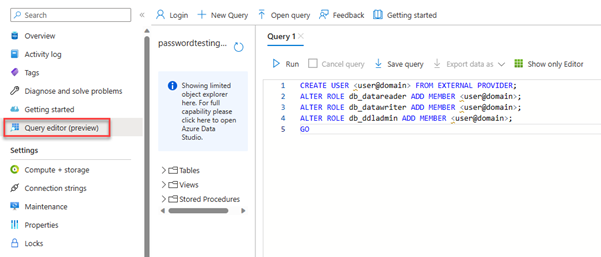 Search
«
Login
New Query
Open query
Feedback
Getting started
Overview
Activity log
Tags
Diagnose and solve problems
Getting started
Query editor (preview)
Settings
Compute + storage
Connection strings
Maintenance
Properties
Locks
passwordtesting...
Showing limited
object explorer
here. For full
capability please
click here to open
Azure Data
Studio.
Tables
Views
Stored Procedures
Query 1
Run
Cancel query
Save query
Export data as
Show only Editor
1 CREATE USER <user@domain> FROM EXTERNAL PROVIDER;
2 ALTER ROLE db_datareader ADD MEMBER <user@domain>;
3 ALTER ROLE db_datawriter ADD MEMBER <user@domain>;
4 ALTER ROLE db_ddladmin ADD MEMBER <user@domain>;
5 GO